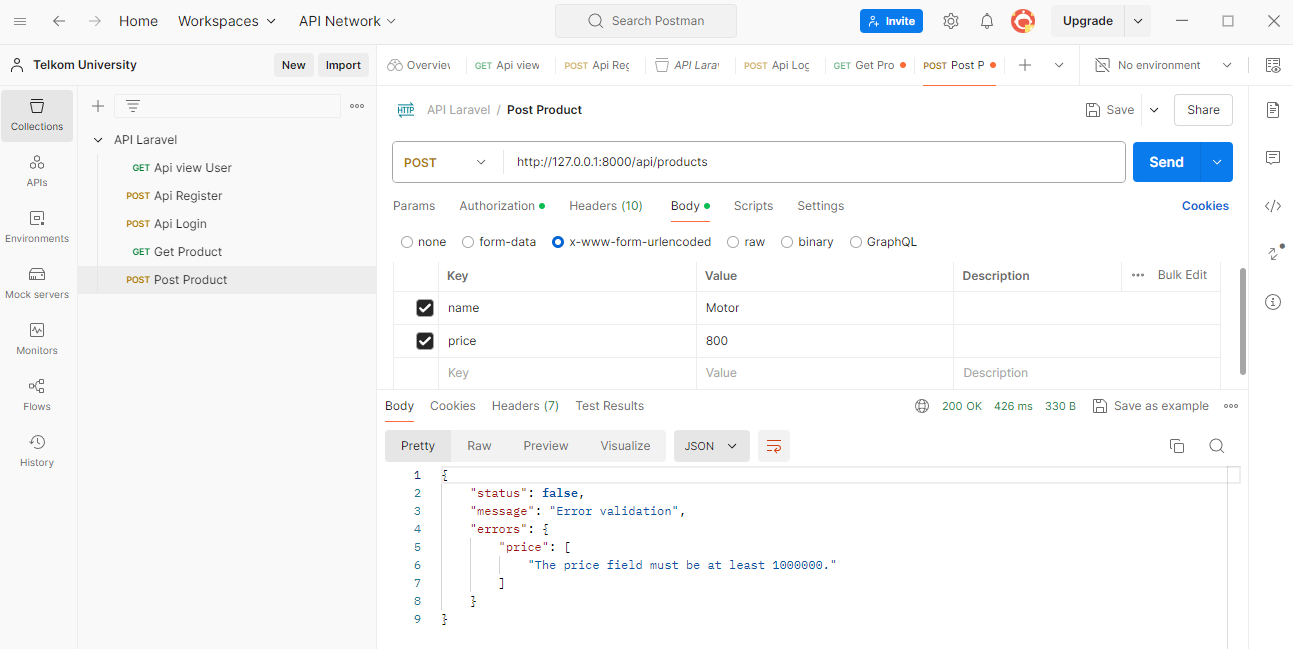 Home Workspaces API Network Search Postman Invite Upgrade
Telkom University New Import
Overview GET Api view POST Api Reg API Larav POST Api Log GET Get Pro POST Post P No environment
Collections
APIs
Environments
Mock servers
Monitors
Flows
History
API Laravel
GET Api view User
POST Api Register
POST Api Login
GET Get Product
POST Post Product
HTTP API Laravel / Post Product Save Share
POST http://127.0.0.1:8000/api/products Send
Params Authorization Headers (10) Body Scripts Settings Cookies
none form-data x-www-form-urlencoded raw binary GraphQL
Key Value Description Bulk Edit
name Motor
price 800
Key Value Description
Body Cookies Headers (7) Test Results 200 OK 426 ms 330 B Save as example
Pretty Raw Preview Visualize JSON
1 {
2 "status": false,
3 "message": "Error validation",
4 "errors": {
5 "price": [
6 "The price field must be at least 1000000."
7 ]
8 }
9 }